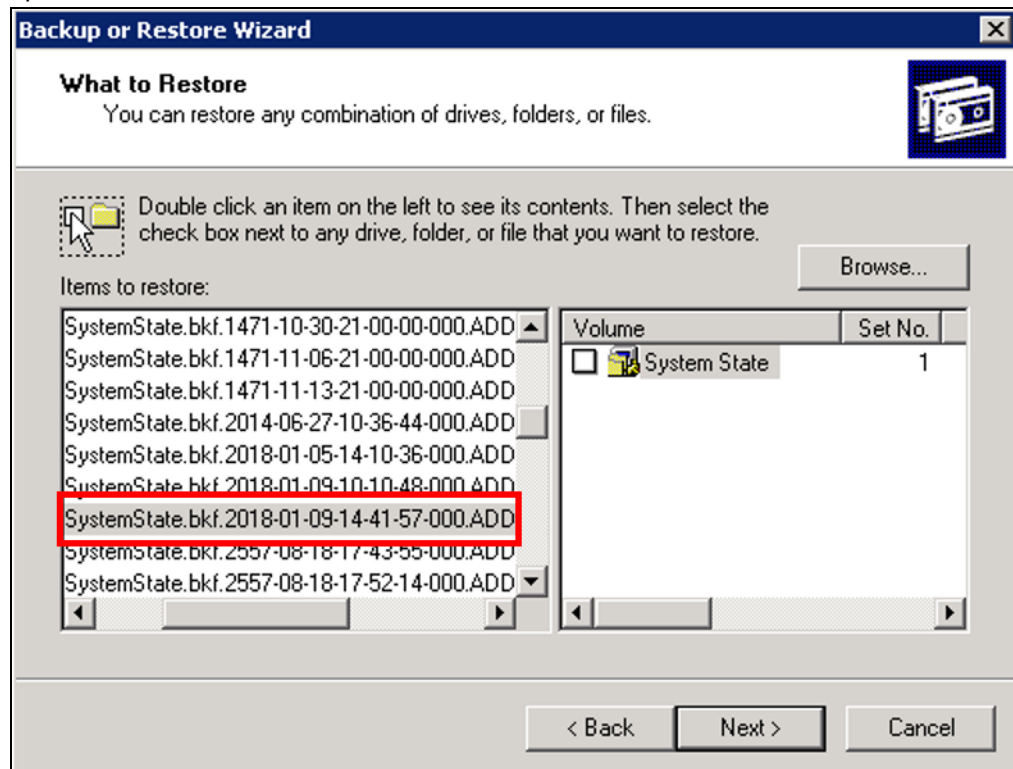 Backup or Restore Wizard
What to Restore
You can restore any combination of drives, folders, or files.
Double click an item on the left to see its contents. Then select the
check box next to any drive, folder, or file that you want to restore.
Browse...
Items to restore:
SystemState.bkf.1471-10-30-21-00-00-000.ADD
SystemState.bkf.1471-11-06-21-00-00-000.ADD
SystemState.bkf.1471-11-13-21-00-00-000.ADD
SystemState.bkf.2014-06-27-10-36-44-000.ADD
SystemState.bkf.2018-01-05-14-10-36-000.ADD
SystemState.bkf.2018-01-09-10-10-48-000.ADD
SystemState.bkf.2018-01-09-14-41-57-000.ADD
SystemState.bkf.2557-08-18-17-43-55-000.ADD
SystemState.bkf.2557-08-18-17-52-14-000.ADD
Volume Set No.
System State 1
< Back Next > Cancel